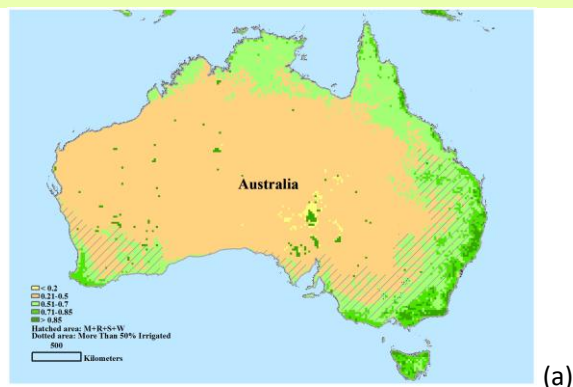 Australia
< 0.2
0.21-0.5
0.51-0.7
0.71-0.85
> 0.85
Hatched area: M+R+S+W
Dotted area: More Than 50% Irrigated
500
Kilometers
(a)